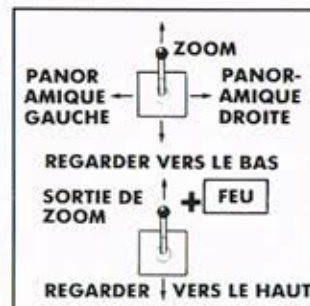 ZOOM
PANOR
AMIQUE
GAUCHE
PANOR-
AMIQUE
DROITE
REGARDER VERS LE BAS
SORTIE DE
ZOOM
+ FEU
REGARDER VERS LE HAUT